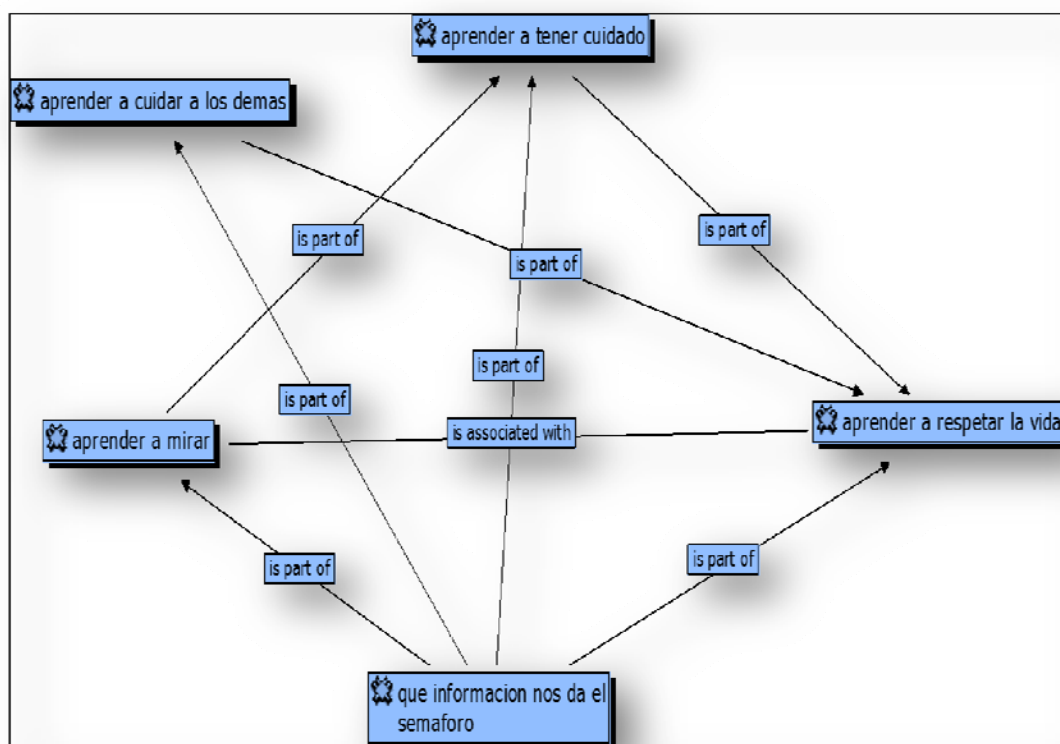 aprender a tener cuidado
aprender a cuidar a los demas
is part of
is part of
is part of
is part of
is part of
aprender a respetar la vida
is associated with
aprender a mirar
is part of
is part of
que informacion nos da el
semaforo